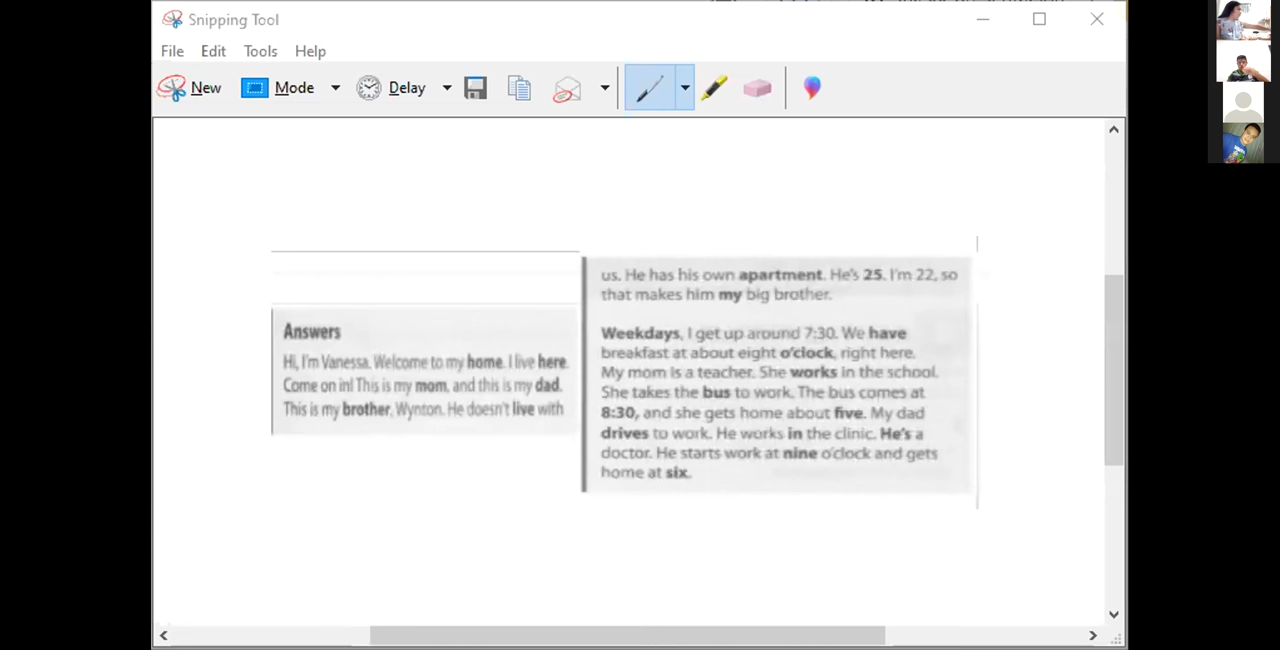 Snipping Tool
File Edit Tools Help
New Mode Delay
Answers
Hi, I'm Vanessa. Welcome to my home. I live here.
Come on in! This is my mom, and this is my dad.
This is my brother, Wynton. He doesn't live with
us. He has his own apartment. He's 25. I'm 22, so
that makes him my big brother.
Weekdays, I get up around 7:30. We have
breakfast at about eight o'clock, right here.
My mom is a teacher. She works in the school.
She takes the bus to work. The bus comes at
8:30, and she gets home about five. My dad
drives to work. He works in the clinic. He's a
doctor. He starts work at nine o'clock and gets
home at six.